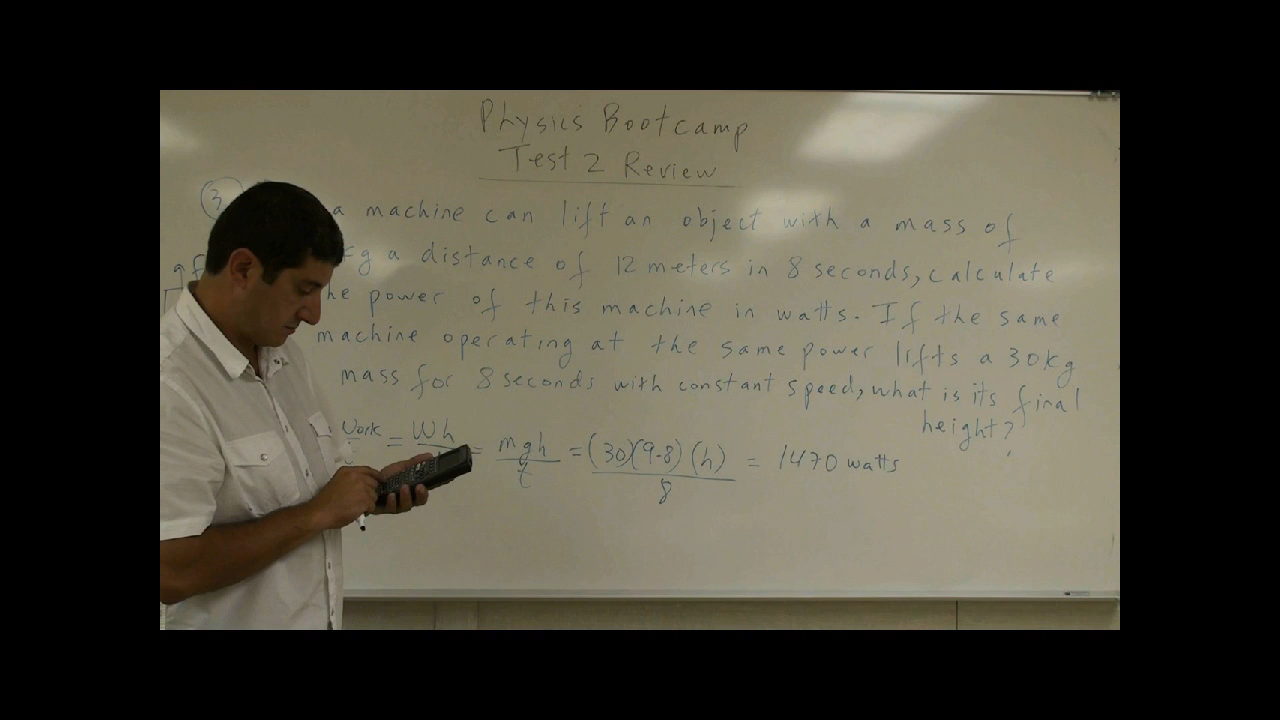 Physics Bootcamp
Test 2 Review
3 a machine can lift an object with a mass of
a distance of 12 meters in 8 seconds, calculate
power of this machine in watts. If the same
machine operating at the same power lifts a 30kg
mass for 8 seconds with constant speed, what is its final
height?
Work = Wh = mgh = (30)(9.8)(h) = 1470 watts
t 8